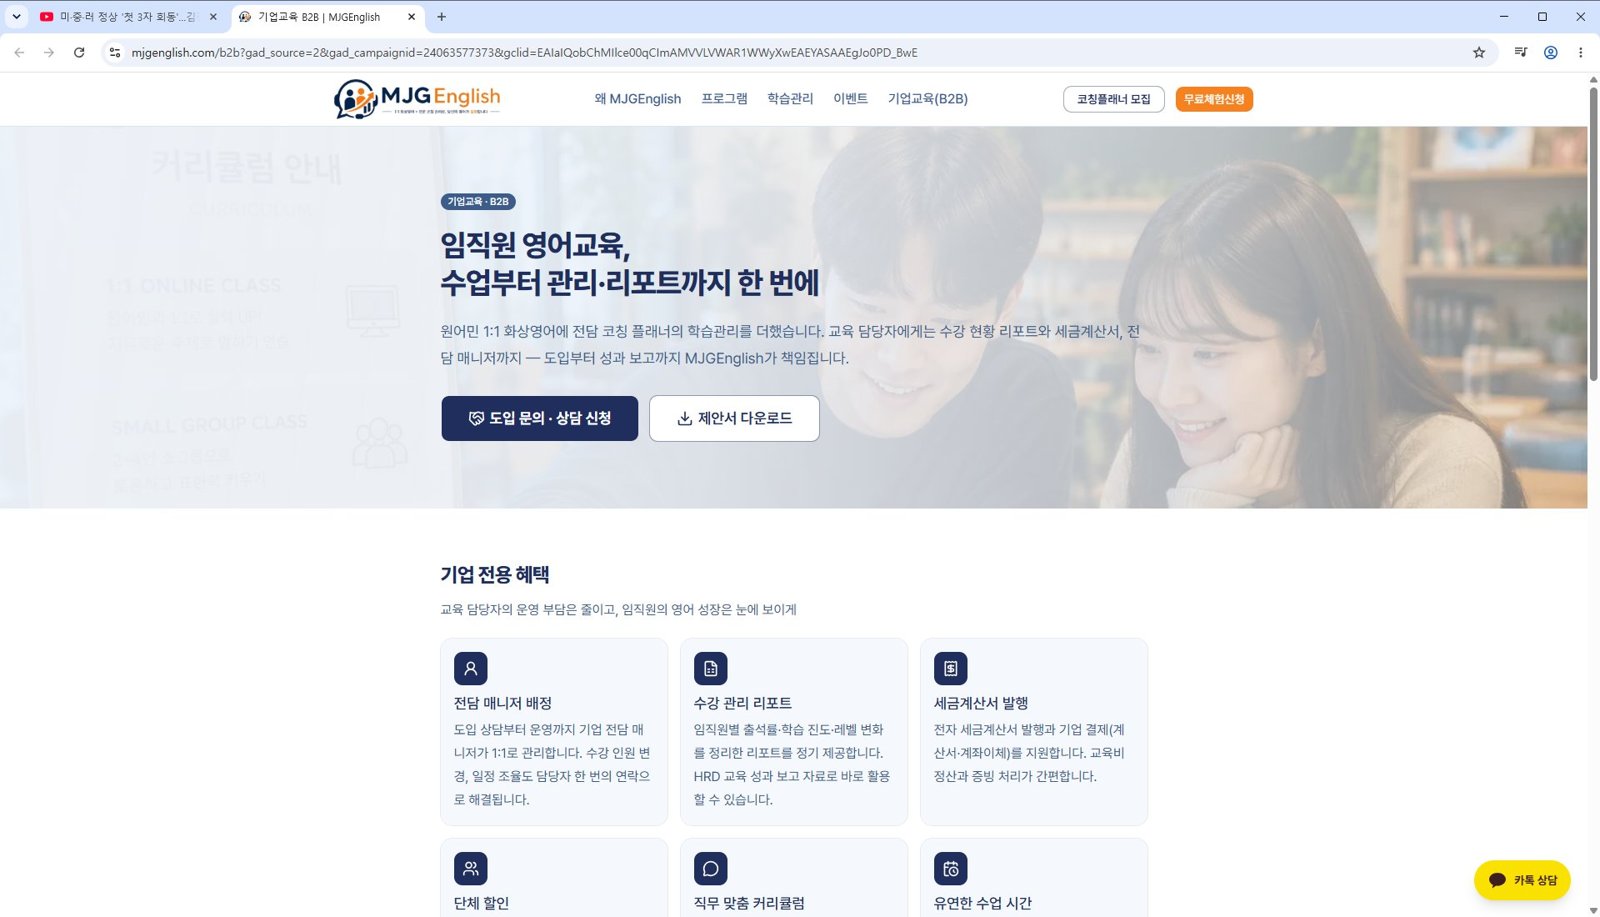 미·중·러 정상 '첫 3자 회동'...김
기업교육 B2B | MJGEnglish
mjgenglish.com/b2b?gad_source=2&gad_campaignid=24063577373&gclid=EAIaIQobChMIlce00qCImAMVVLVWAR1WWyXwEAEYASAAEgJo0PD_BwE
MJG English
왜 MJGEnglish
프로그램
학습관리
이벤트
기업교육(B2B)
코칭플래너 모집
무료체험신청
커리큘럼 안내
CURRICULUM
기업교육 · B2B
임직원 영어교육,
수업부터 관리·리포트까지 한 번에
1:1 ONLINE CLASS
원어민 1:1 화상영어에 전담 코칭 플래너의 학습관리를 더했습니다. 교육 담당자에게는 수강 현황 리포트와 세금계산서, 전
담 매니저까지 — 도입부터 성과 보고까지 MJGEnglish가 책임집니다.
SMALL GROUP CLASS
도입 문의 · 상담 신청
제안서 다운로드
기업 전용 혜택
교육 담당자의 운영 부담은 줄이고, 임직원의 영어 성장은 눈에 보이게
전담 매니저 배정
도입 상담부터 운영까지 기업 전담 매
니저가 1:1로 관리합니다. 수강 인원 변
경, 일정 조율도 담당자 한 번의 연락으
로 해결됩니다.
수강 관리 리포트
임직원별 출석률·학습 진도·레벨 변화
를 정리한 리포트를 정기 제공합니다.
HRD 교육 성과 보고 자료로 바로 활용
할 수 있습니다.
세금계산서 발행
전자 세금계산서 발행과 기업 결제(계
산서·계좌이체)를 지원합니다. 교육비
정산과 증빙 처리가 간편합니다.
단체 할인
직무 맞춤 커리큘럼
유연한 수업 시간
카톡 상담